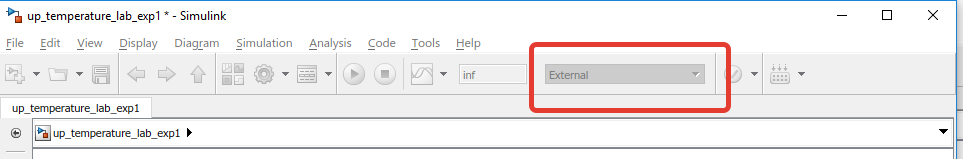 up_temperature_lab_exp1 * - Simulink
File Edit View Display Diagram Simulation Analysis Code Tools Help
inf External
up_temperature_lab_exp1
up_temperature_lab_exp1